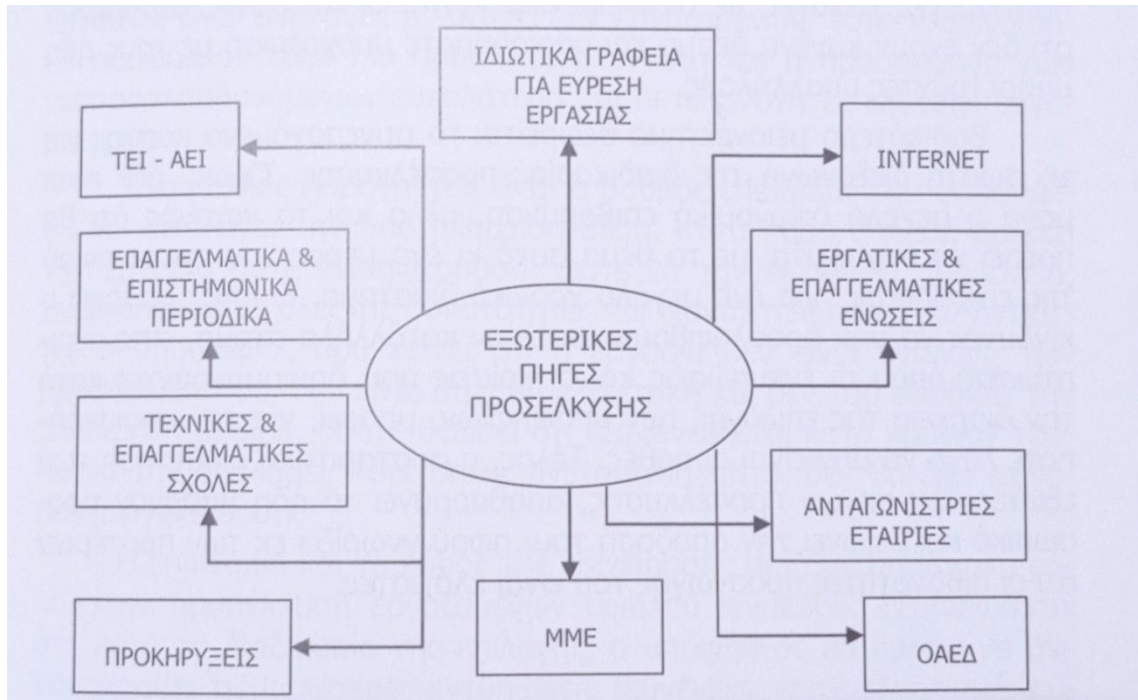 ΙΔΙΩΤΙΚΑ ΓΡΑΦΕΙΑ
ΓΙΑ ΕΥΡΕΣΗ
ΕΡΓΑΣΙΑΣ
ΤΕΙ - ΑΕΙ
INTERNET
ΕΠΑΓΓΕΛΜΑΤΙΚΑ &
ΕΠΙΣΤΗΜΟΝΙΚΑ
ΠΕΡΙΟΔΙΚΑ
ΕΡΓΑΤΙΚΕΣ &
ΕΠΑΓΓΕΛΜΑΤΙΚΕΣ
ΕΝΩΣΕΙΣ
ΕΞΩΤΕΡΙΚΕΣ
ΠΗΓΕΣ
ΠΡΟΣΕΛΚΥΣΗΣ
ΤΕΧΝΙΚΕΣ &
ΕΠΑΓΓΕΛΜΑΤΙΚΕΣ
ΣΧΟΛΕΣ
ΑΝΤΑΓΩΝΙΣΤΡΙΕΣ
ΕΤΑΙΡΙΕΣ
ΠΡΟΚΗΡΥΞΕΙΣ
ΜΜΕ
ΟΑΕΔ